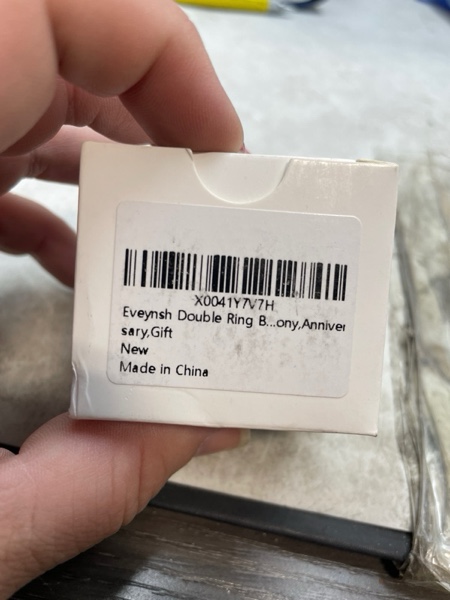 X0041Y7V7H
Eveynsh Double Ring B...ony,Anniver
sary,Gift
New
Made in China